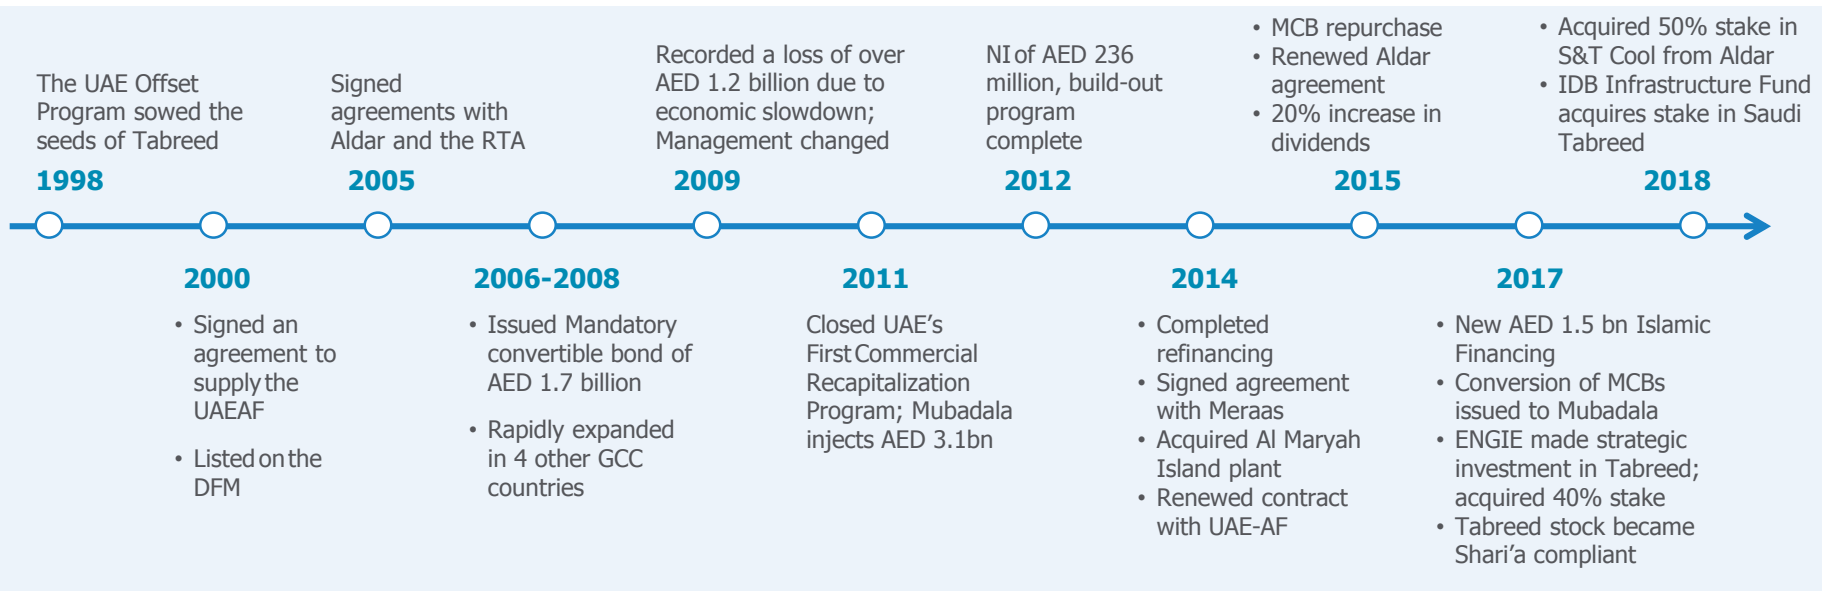 The UAE Offset
Program sowed the
seeds of Tabreed
1998
Signed
agreements with
Aldar and the RTA
2005
Recorded a loss of over
AED 1.2 billion due to
economic slowdown;
Management changed
2009
NI of AED 236
million, build-out
program
complete
2012
• MCB repurchase
• Renewed Aldar
agreement
• 20% increase in
dividends
2015
• Acquired 50% stake in
S&T Cool from Aldar
• IDB Infrastructure Fund
acquires stake in Saudi
Tabreed
2018
2000
• Signed an
agreement to
supply the
UAEAF
• Listed on the
DFM
2006-2008
• Issued Mandatory
convertible bond of
AED 1.7 billion
• Rapidly expanded
in 4 other GCC
countries
2011
Closed UAE’s
First Commercial
Recapitalization
Program; Mubadala
injects AED 3.1bn
2014
• Completed
refinancing
• Signed agreement
with Meraas
• Acquired Al Maryah
Island plant
• Renewed contract
with UAE-AF
2017
• New AED 1.5 bn Islamic
Financing
• Conversion of MCBs
issued to Mubadala
• ENGIE made strategic
investment in Tabreed;
acquired 40% stake
• Tabreed stock became
Shari’a compliant